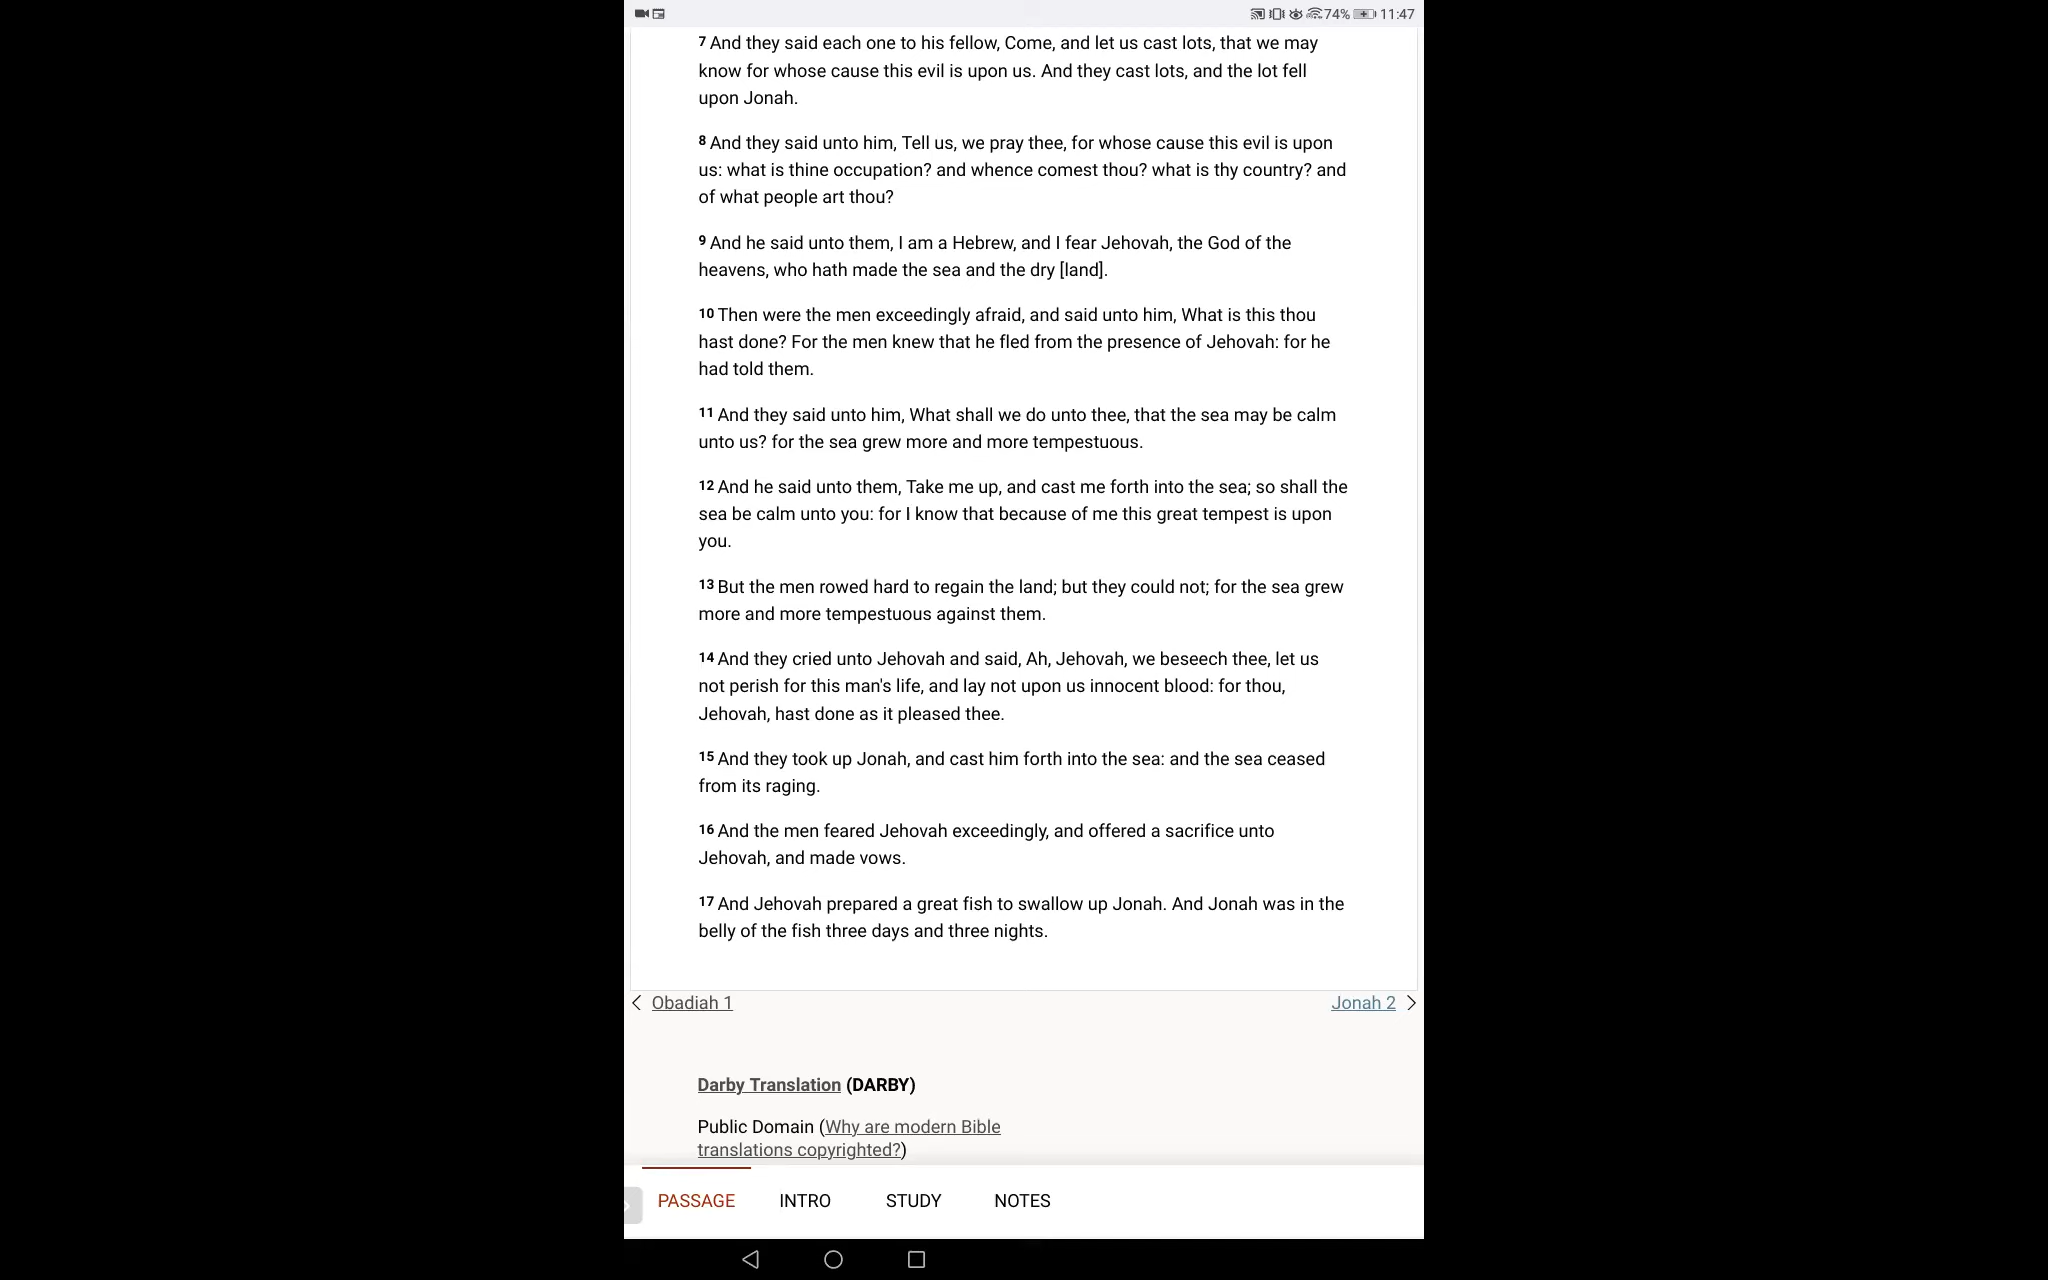 74% 11:47
7 And they said each one to his fellow, Come, and let us cast lots, that we may
know for whose cause this evil is upon us. And they cast lots, and the lot fell
upon Jonah.
8 And they said unto him, Tell us, we pray thee, for whose cause this evil is upon
us: what is thine occupation? and whence comest thou? what is thy country? and
of what people art thou?
9 And he said unto them, I am a Hebrew, and I fear Jehovah, the God of the
heavens, who hath made the sea and the dry [land].
10 Then were the men exceedingly afraid, and said unto him, What is this thou
hast done? For the men knew that he fled from the presence of Jehovah: for he
had told them.
11 And they said unto him, What shall we do unto thee, that the sea may be calm
unto us? for the sea grew more and more tempestuous.
12 And he said unto them, Take me up, and cast me forth into the sea; so shall the
sea be calm unto you: for I know that because of me this great tempest is upon
you.
13 But the men rowed hard to regain the land; but they could not; for the sea grew
more and more tempestuous against them.
14 And they cried unto Jehovah and said, Ah, Jehovah, we beseech thee, let us
not perish for this man's life, and lay not upon us innocent blood: for thou,
Jehovah, hast done as it pleased thee.
15 And they took up Jonah, and cast him forth into the sea: and the sea ceased
from its raging.
16 And the men feared Jehovah exceedingly, and offered a sacrifice unto
Jehovah, and made vows.
17 And Jehovah prepared a great fish to swallow up Jonah. And Jonah was in the
belly of the fish three days and three nights.
Obadiah 1 Jonah 2
Darby Translation (DARBY)
Public Domain (Why are modern Bible
translations copyrighted?)
PASSAGE INTRO STUDY NOTES